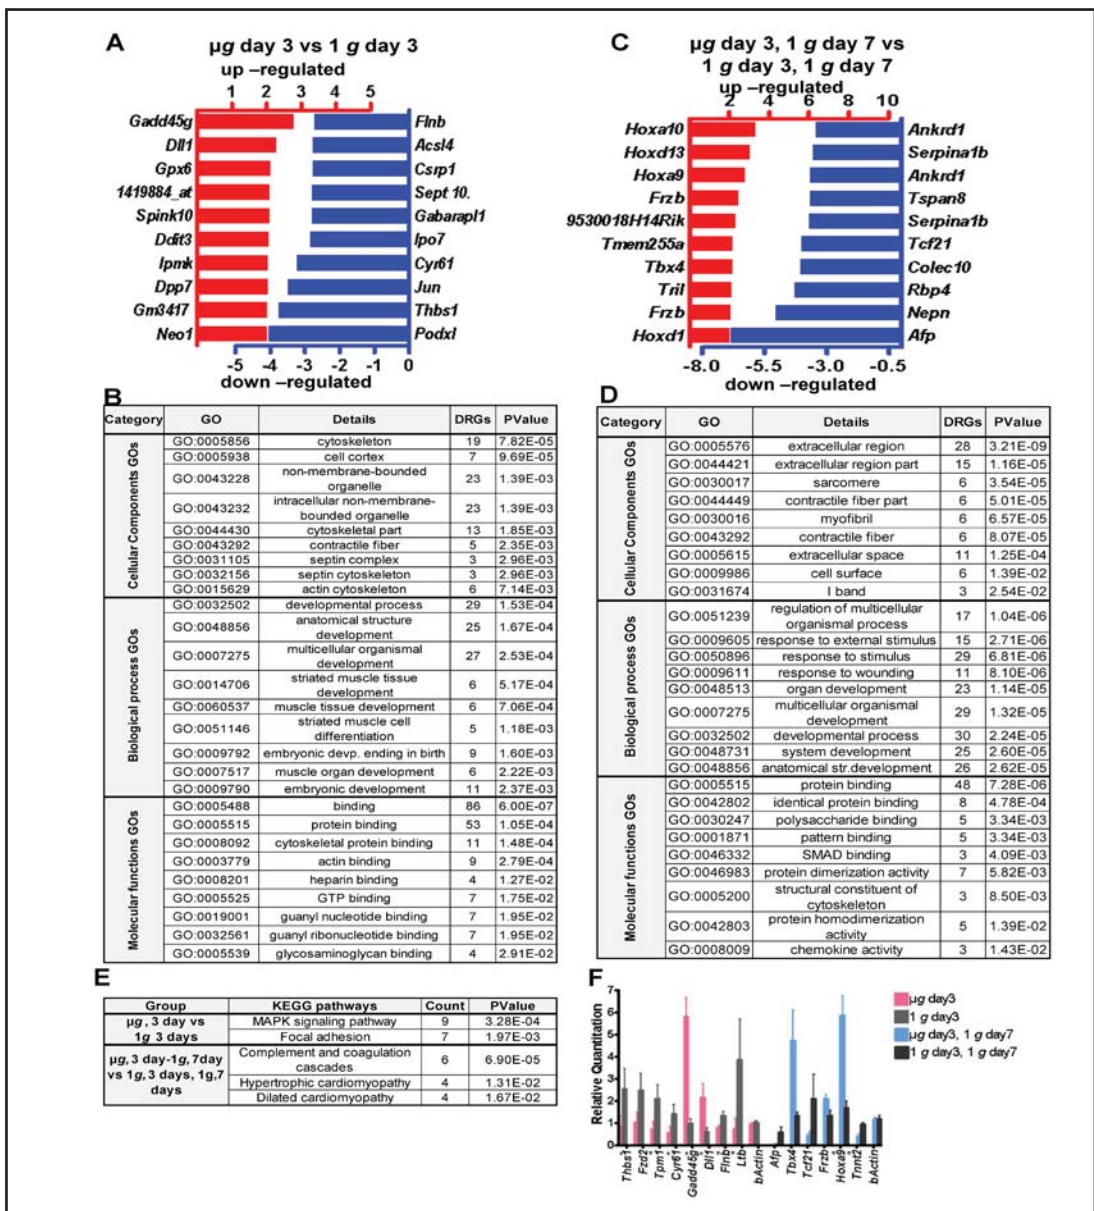 A
µg day 3 vs 1 g day 3
up –regulated
1 2 3 4 5
Gadd45g Flnb
Dll1 Acsl4
Gpx6 Csrp1
1419884_at Sept 10.
Spink10 Gabarapl1
Ddit3 Ipo7
Ipmk Cyr61
Dpp7 Jun
Gm3417 Thbs1
Neo1 Podxl
-5 -4 -3 -2 -1 0
down –regulated
C
µg day 3, 1 g day 7 vs
1 g day 3, 1 g day 7
up –regulated
2 4 6 8 10
Hoxa10 Ankrd1
Hoxd13 Serpina1b
Hoxa9 Ankrd1
Frzb Tspan8
9530018H14Rik Serpina1b
Tmem255a Tcf21
Tbx4 Colec10
Tril Rbp4
Frzb Nepn
Hoxd1 Afp
-8.0 -5.5 -3.0 -0.5
down –regulated
B
Category GO Details DRGs PValue
Cellular Components GOs
GO:0005856 cytoskeleton 19 7.82E-05
GO:0005938 cell cortex 7 9.69E-05
GO:0043228 non-membrane-bounded organelle 23 1.39E-03
GO:0043232 intracellular non-membrane-bounded organelle 23 1.39E-03
GO:0044430 cytoskeletal part 13 1.85E-03
GO:0043292 contractile fiber 5 2.35E-03
GO:0031105 septin complex 3 2.96E-03
GO:0032156 septin cytoskeleton 3 2.96E-03
GO:0015629 actin cytoskeleton 6 7.14E-03
Biological process GOs
GO:0032502 developmental process 29 1.53E-04
GO:0048856 anatomical structure development 25 1.67E-04
GO:0007275 multicellular organismal development 27 2.53E-04
GO:0014706 striated muscle tissue development 6 5.17E-04
GO:0060537 muscle tissue development 6 7.06E-04
GO:0051146 striated muscle cell differentiation 5 1.18E-03
GO:0009792 embryonic devp. ending in birth 9 1.60E-03
GO:0007517 muscle organ development 6 2.22E-03
GO:0009790 embryonic development 11 2.37E-03
Molecular functions GOs
GO:0005488 binding 86 6.00E-07
GO:0005515 protein binding 53 1.05E-04
GO:0008092 cytoskeletal protein binding 11 1.48E-04
GO:0003779 actin binding 9 2.79E-04
GO:0008201 heparin binding 4 1.27E-02
GO:0005525 GTP binding 7 1.75E-02
GO:0019001 guanyl nucleotide binding 7 1.95E-02
GO:0032561 guanyl ribonucleotide binding 7 1.95E-02
GO:0005539 glycosaminoglycan binding 4 2.91E-02
D
Category GO Details DRGs PValue
Cellular Components GOs
GO:0005576 extracellular region 28 3.21E-09
GO:0044421 extracellular region part 15 1.16E-05
GO:0030017 sarcomere 6 3.54E-05
GO:0044449 contractile fiber part 6 5.01E-05
GO:0030016 myofibril 6 6.57E-05
GO:0043292 contractile fiber 6 8.07E-05
GO:0005615 extracellular space 11 1.25E-04
GO:0009986 cell surface 6 1.39E-02
GO:0031674 I band 3 2.54E-02
Biological process GOs
GO:0051239 regulation of multicellular organismal process 17 1.04E-06
GO:0009605 response to external stimulus 15 2.71E-06
GO:0050896 response to stimulus 29 6.81E-06
GO:0009611 response to wounding 11 8.10E-06
GO:0048513 organ development 23 1.14E-05
GO:0007275 multicellular organismal development 29 1.32E-05
GO:0032502 developmental process 30 2.24E-05
GO:0048731 system development 25 2.60E-05
GO:0048856 anatomical str.development 26 2.62E-05
Molecular functions GOs
GO:0005515 protein binding 48 7.28E-06
GO:0042802 identical protein binding 8 4.78E-04
GO:0030247 polysaccharide binding 5 3.34E-03
GO:0001871 pattern binding 5 3.34E-03
GO:0046332 SMAD binding 3 4.09E-03
GO:0046983 protein dimerization activity 7 5.82E-03
GO:0005200 structural constituent of cytoskeleton 3 8.50E-03
GO:0042803 protein homodimerization activity 5 1.39E-02
GO:0008009 chemokine activity 3 1.43E-02
E
Group KEGG pathways Count PValue
µg, 3 day vs 1g 3 days
MAPK signaling pathway 9 3.28E-04
Focal adhesion 7 1.97E-03
µg, 3 day-1g, 7day vs 1g, 3 days, 1g,7 days
Complement and coagulation cascades 6 6.90E-05
Hypertrophic cardiomyopathy 4 1.31E-02
Dilated cardiomyopathy 4 1.67E-02
F
Relative Quantitation
7
6
5
4
3
2
1
0
µg day3
1 g day3
µg day3, 1 g day7
1 g day3, 1 g day7
Thbs1 Fzd2 Tpm1 Cyr61 Gadd45g Dll1 Flnb Ltb bActin Afp Tbx4 Tcf21 Frzb Hoxa9 Tnnt2 bActin